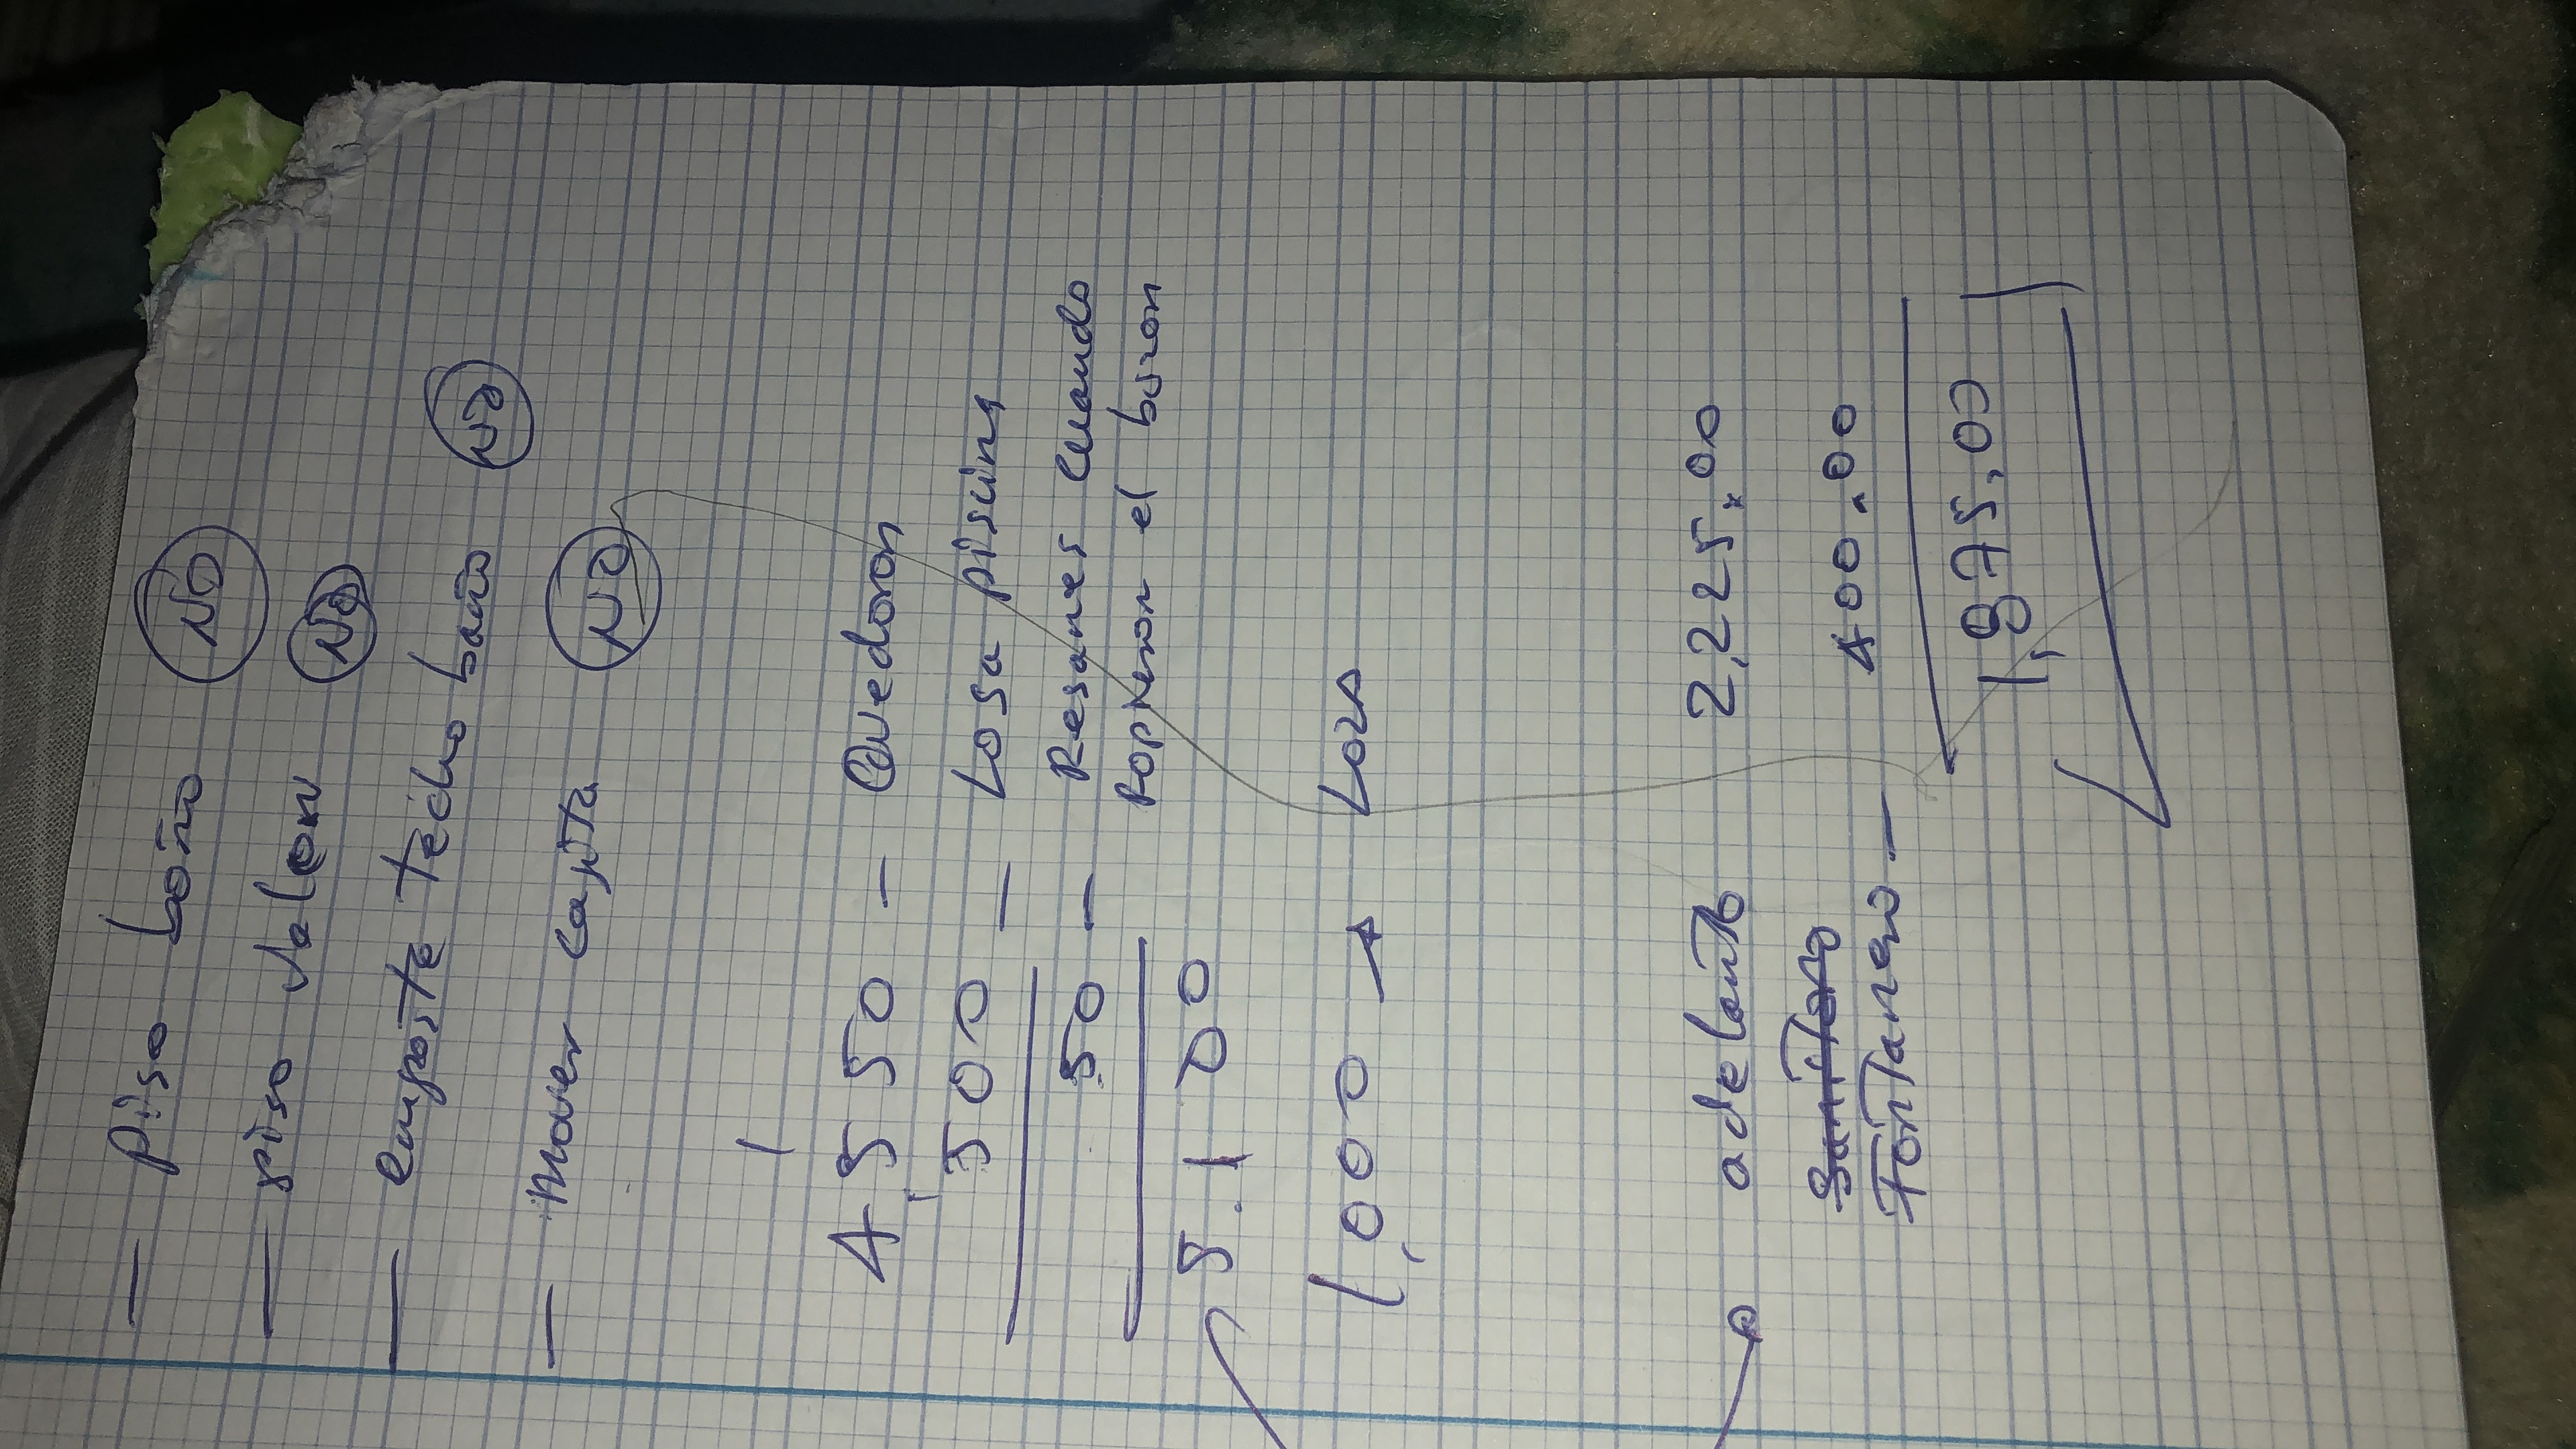 — Piso baño NO
— piso salon NO
— emposte techo baño NO
— Mover cajita NO
1
4,550 — Quedaron
500 — Losa piscina
50 — Resanes cuando
el buzon
5.100
1,000 → Loza
adelanto 2,225.00
Sanitario
Fontanero — 400.00
1,875,00